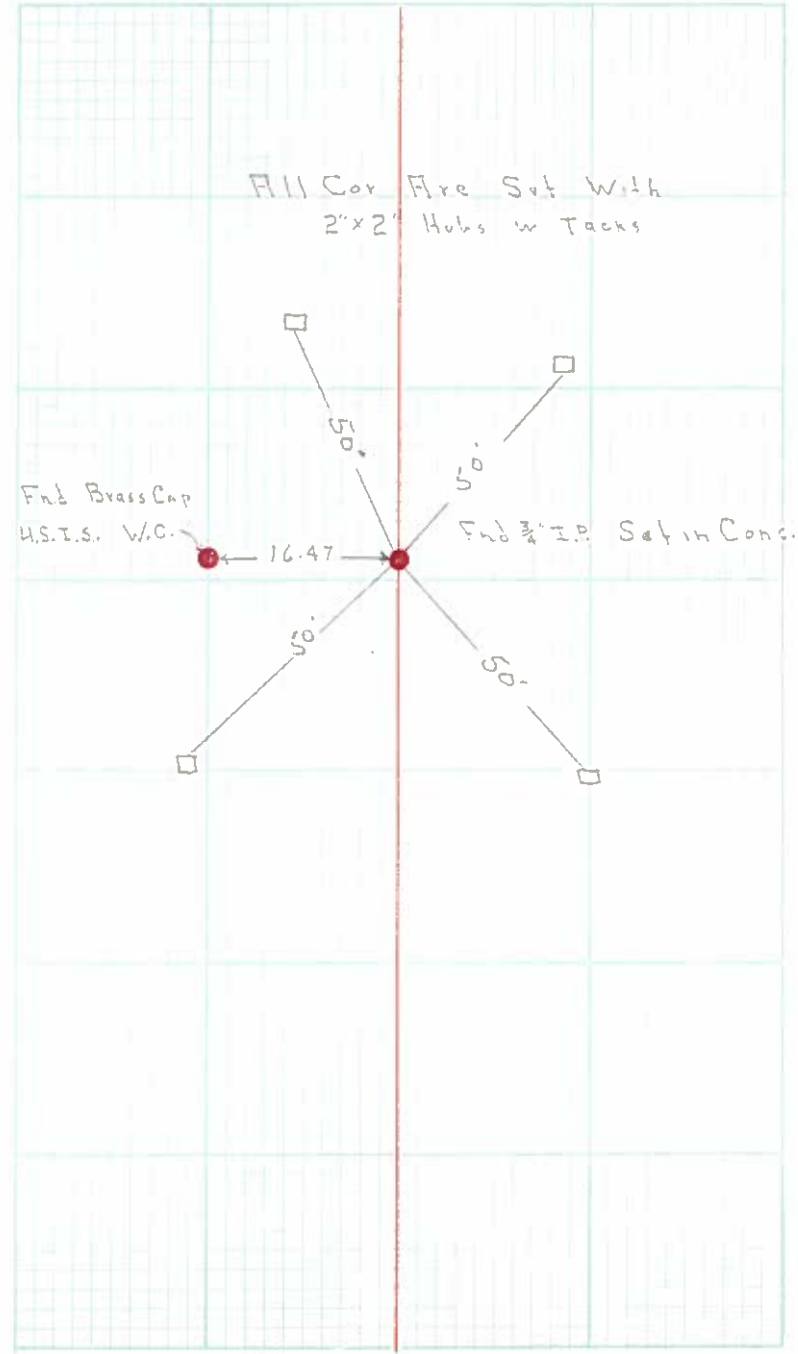 All Cor Are Set With
2"x2" Hubs w Tacks
50'
50'
Fnd Brass Cap
U.S.I.S. W.C.
16.47
Fnd ¾" I.P. Set in Conc.
50'
50'